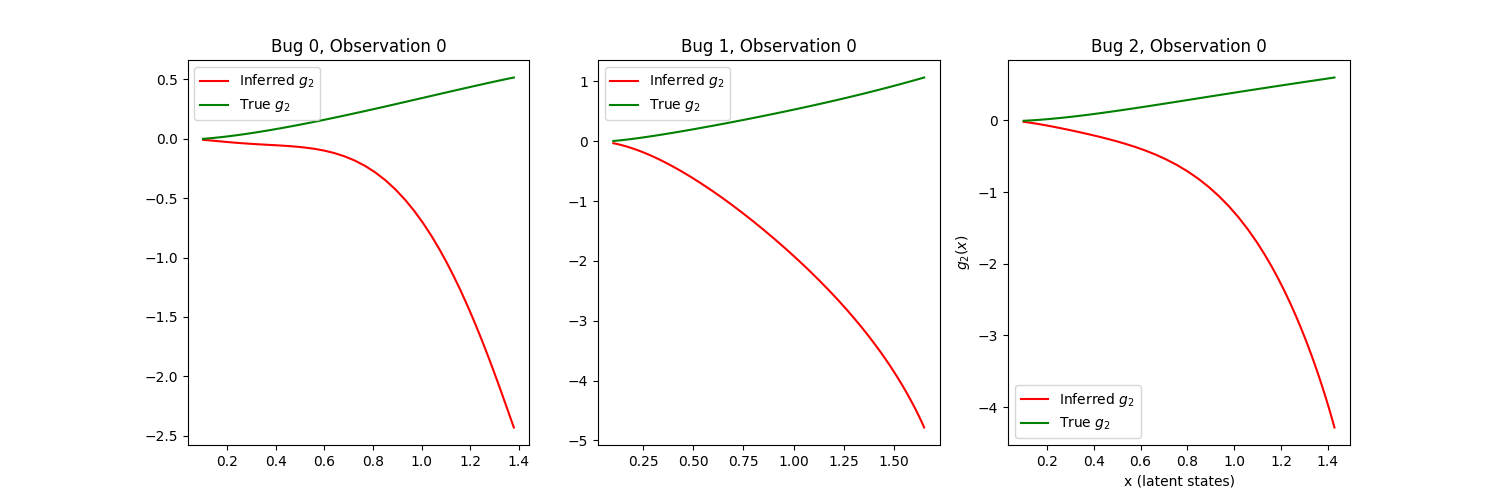 Bug 0, Observation 0
Inferred g₂
True g₂
0.5
0.0
−0.5
−1.0
−1.5
−2.0
−2.5
0.2 0.4 0.6 0.8 1.0 1.2 1.4
Bug 1, Observation 0
Inferred g₂
True g₂
1
0
−1
−2
−3
−4
−5
0.25 0.50 0.75 1.00 1.25 1.50
Bug 2, Observation 0
g₂(x)
0
−1
−2
−3
−4
Inferred g₂
True g₂
0.2 0.4 0.6 0.8 1.0 1.2 1.4
x (latent states)